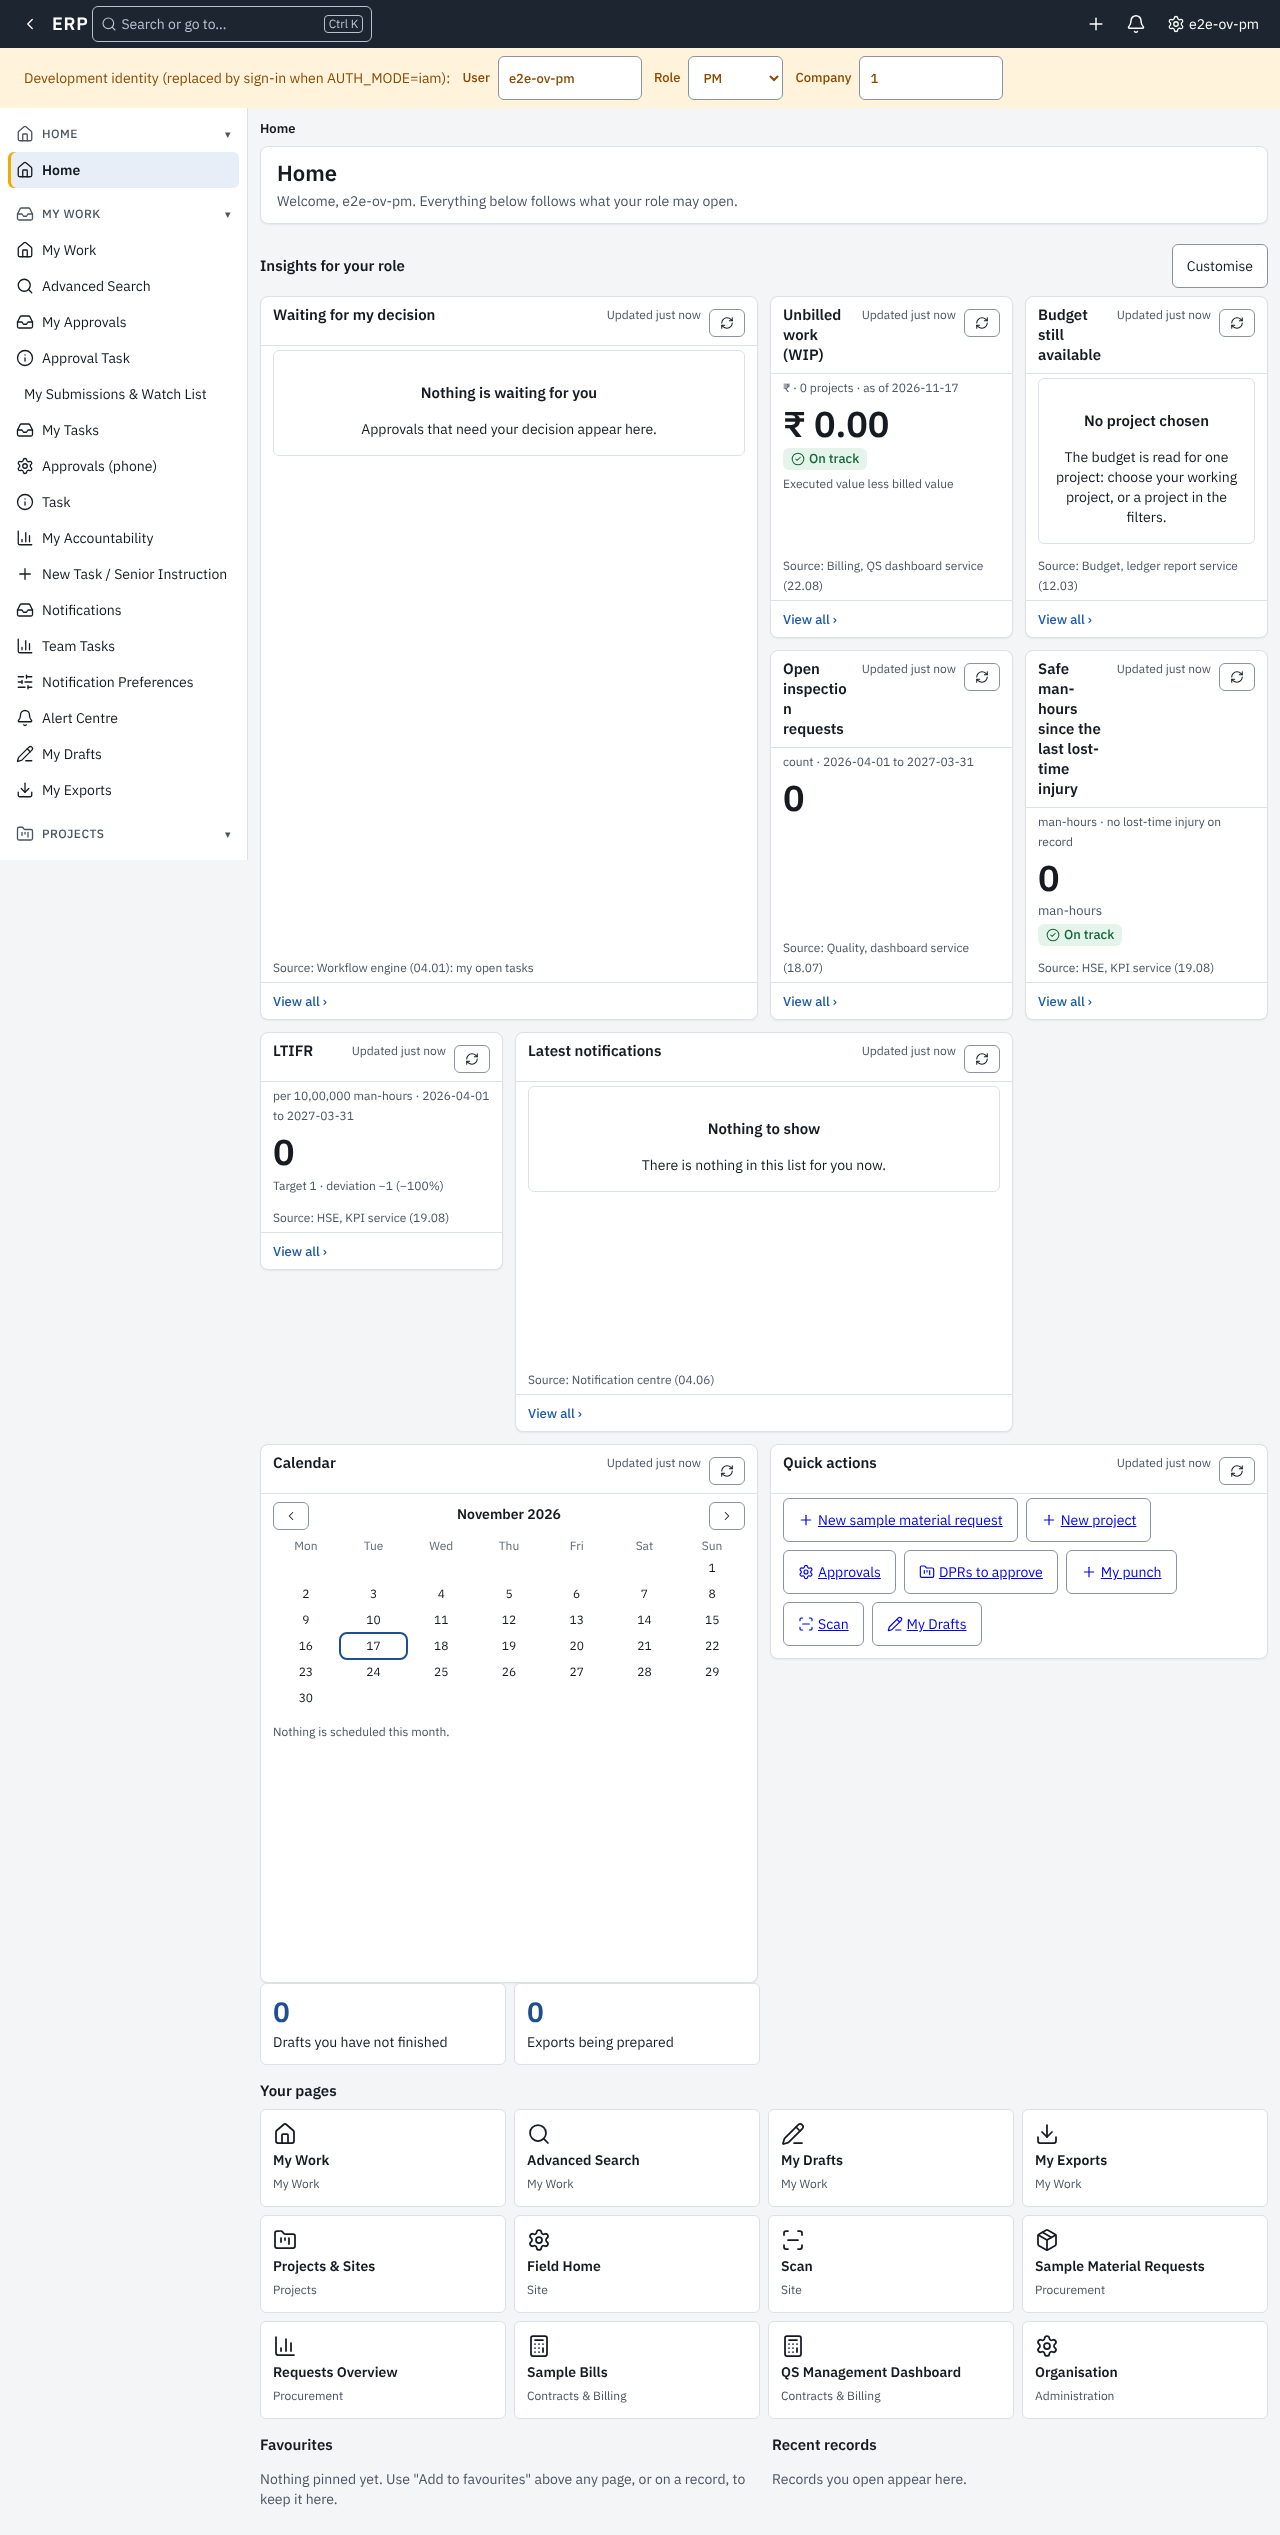 ERP
Search or go to...
Ctrl K
e2e-ov-pm
Development identity (replaced by sign-in when AUTH_MODE=iam):
User
e2e-ov-pm
Role
PM
Company
1
HOME
Home
MY WORK
My Work
Advanced Search
My Approvals
Approval Task
My Submissions & Watch List
My Tasks
Approvals (phone)
Task
My Accountability
New Task / Senior Instruction
Notifications
Team Tasks
Notification Preferences
Alert Centre
My Drafts
My Exports
PROJECTS
Home
Home
Welcome, e2e-ov-pm. Everything below follows what your role may open.
Insights for your role
Customise
Waiting for my decision
Updated just now
Nothing is waiting for you
Approvals that need your decision appear here.
Source: Workflow engine (04.01): my open tasks
View all ›
Unbilled
work
(WIP)
Updated just now
₹ · 0 projects · as of 2026-11-17
₹ 0.00
On track
Executed value less billed value
Source: Billing, QS dashboard service
(22.08)
View all ›
Budget
still
available
Updated just now
No project chosen
The budget is read for one
project: choose your working
project, or a project in the
filters.
Source: Budget, ledger report service
(12.03)
View all ›
Open
inspectio
n
requests
Updated just now
count · 2026-04-01 to 2027-03-31
0
Source: Quality, dashboard service
(18.07)
View all ›
Safe
man-
hours
since the
last lost-
time
injury
Updated just now
man-hours · no lost-time injury on
record
0
man-hours
On track
Source: HSE, KPI service (19.08)
View all ›
LTIFR
Updated just now
per 10,00,000 man-hours · 2026-04-01
to 2027-03-31
0
Target 1 · deviation −1 (−100%)
Source: HSE, KPI service (19.08)
View all ›
Latest notifications
Updated just now
Nothing to show
There is nothing in this list for you now.
Source: Notification centre (04.06)
View all ›
Calendar
Updated just now
November 2026
Mon Tue Wed Thu Fri Sat Sun
1
2 3 4 5 6 7 8
9 10 11 12 13 14 15
16 17 18 19 20 21 22
23 24 25 26 27 28 29
30
Nothing is scheduled this month.
Quick actions
Updated just now
New sample material request
New project
Approvals
DPRs to approve
My punch
Scan
My Drafts
0
Drafts you have not finished
0
Exports being prepared
Your pages
My Work
My Work
Advanced Search
My Work
My Drafts
My Work
My Exports
My Work
Projects & Sites
Projects
Field Home
Site
Scan
Site
Sample Material Requests
Procurement
Requests Overview
Procurement
Sample Bills
Contracts & Billing
QS Management Dashboard
Contracts & Billing
Organisation
Administration
Favourites
Nothing pinned yet. Use "Add to favourites" above any page, or on a record, to
keep it here.
Recent records
Records you open appear here.